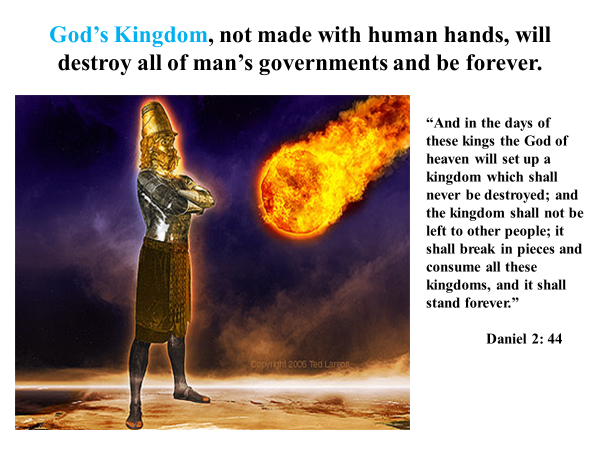 God’s Kingdom, not made with human hands, will
destroy all of man’s governments and be forever.
“And in the days of
these kings the God of
heaven will set up a
kingdom which shall
never be destroyed; and
the kingdom shall not be
left to other people; it
shall break in pieces and
consume all these
kingdoms, and it shall
stand forever.”
Daniel 2: 44
Copyright 2006 Ted Larson